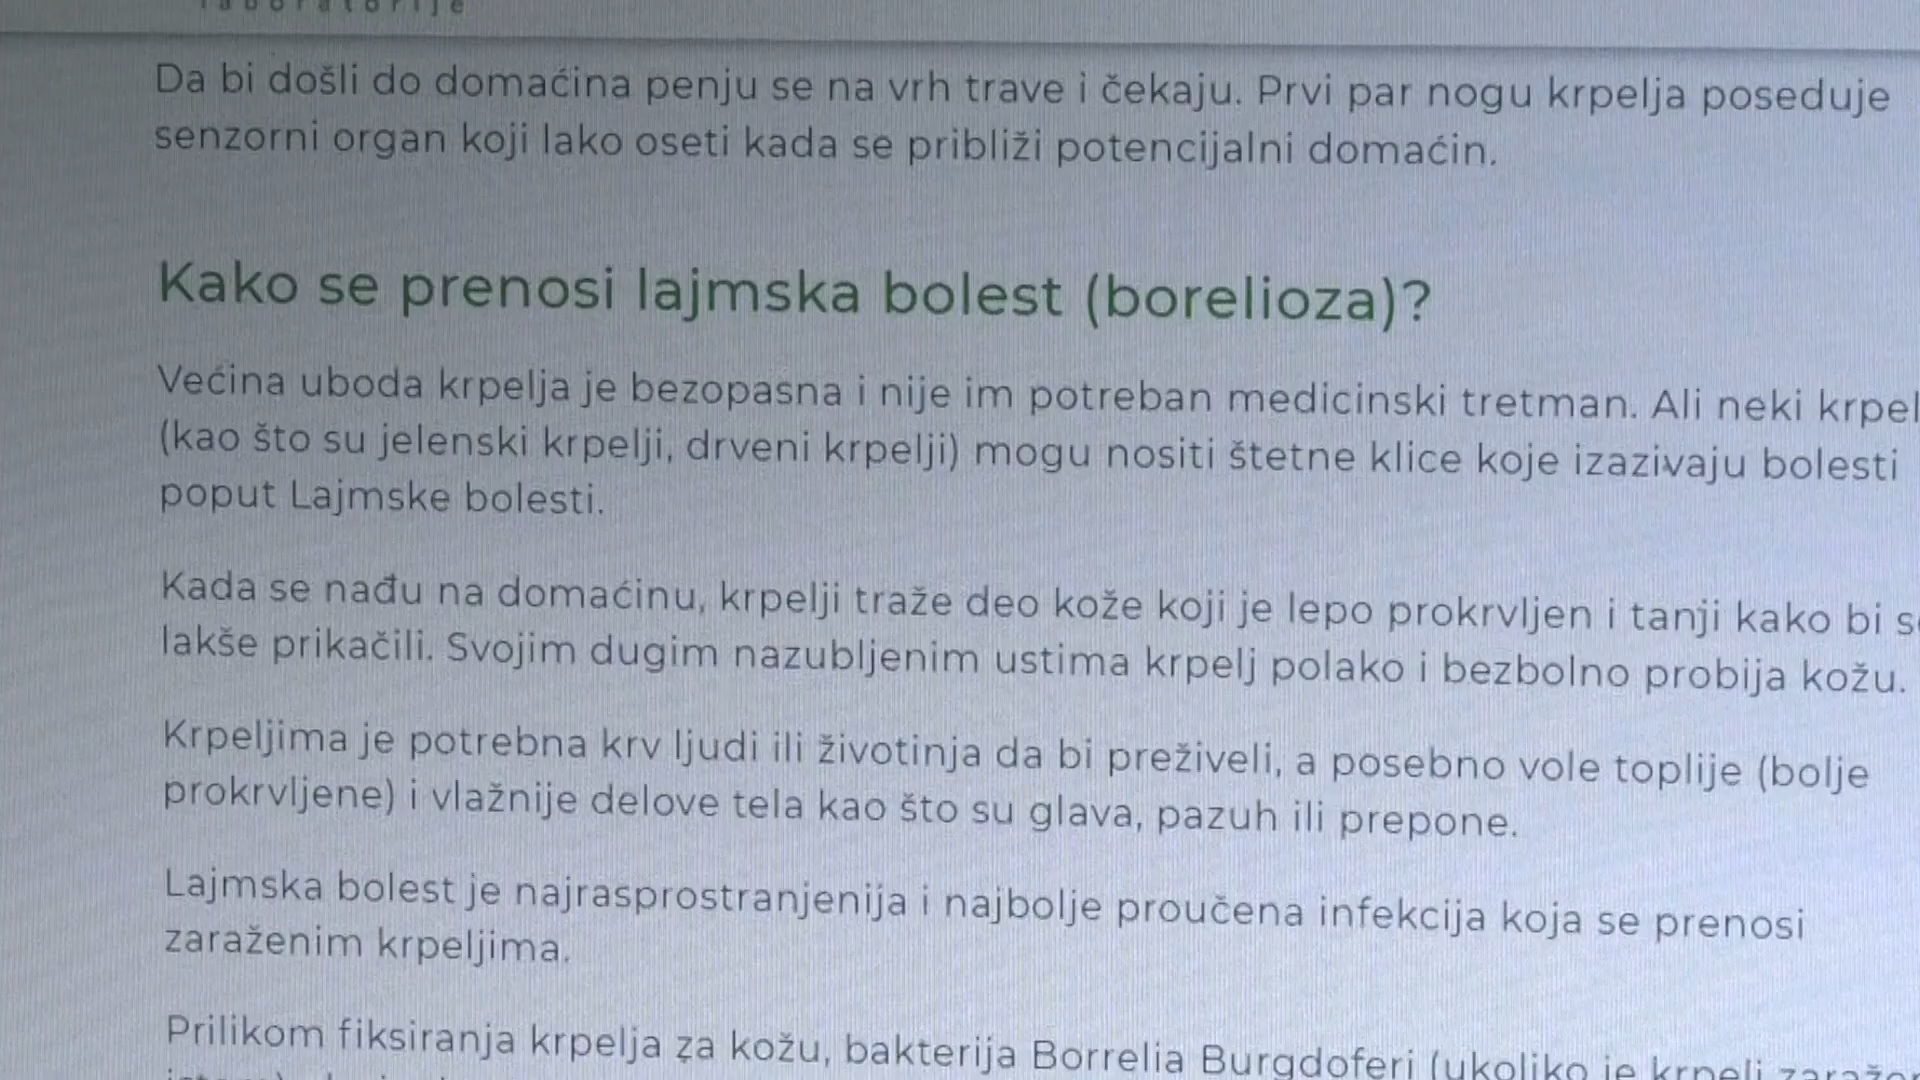 laboratorije
Da bi došli do domaćina penju se na vrh trave i čekaju. Prvi par nogu krpelja poseduje
senzorni organ koji lako oseti kada se približi potencijalni domaćin.
Kako se prenosi lajmska bolest (borelioza)?
Većina uboda krpelja je bezopasna i nije im potreban medicinski tretman. Ali neki
(kao što su jelenski krpelji, drveni krpelji) mogu nositi štetne klice koje izazivaju bolesti
poput Lajmske bolesti.
Kada se nađu na domaćinu, krpelji traže deo kože koji je lepo prokrvljen i tanji kako bi
lakše prikačili. Svojim dugim nazubljenim ustima krpelj polako i bezbolno probija kožu.
Krpeljima je potrebna krv ljudi ili životinja da bi preživeli, a posebno vole toplije (bolje
prokrvljene) i vlažnije delove tela kao što su glava, pazuh ili prepone.
Lajmska bolest je najrasprostranjenija i najbolje proučena infekcija koja se prenosi
zaraženim krpeljima.
Prilikom fiksiranja krpelja za kožu, bakterija Borrelia Burgdoferi (ukoliko je krpelj